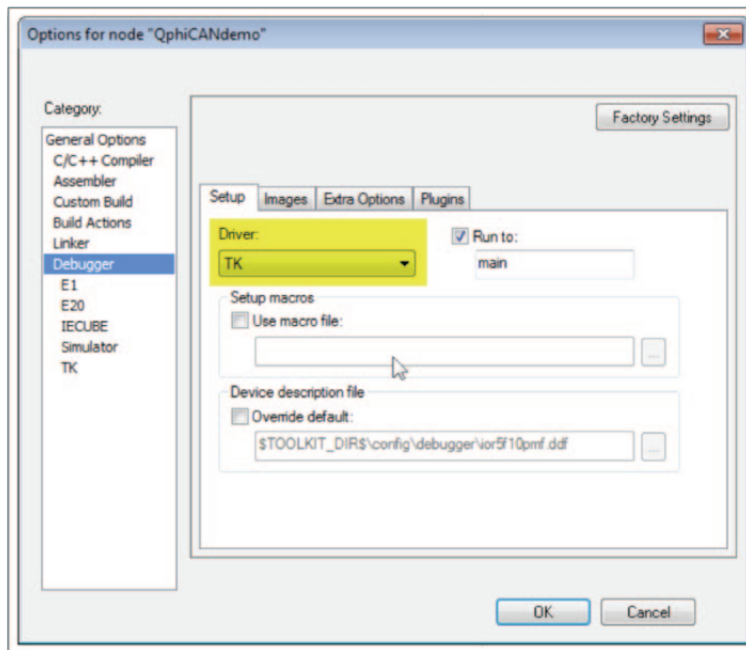 Options for node "QphiCANdemo"
Category:
Factory Settings
General Options
C/C++ Compiler
Assembler
Custom Build
Build Actions
Linker
Debugger
E1
E20
IECUBE
Simulator
TK
Setup Images Extra Options Plugins
Driver:
TK
Run to:
main
Setup macros
Use macro file:
...
Device description file
Override default:
$TOOLKIT_DIR$\config\debugger\ior5f10pmf.ddf
...
OK Cancel